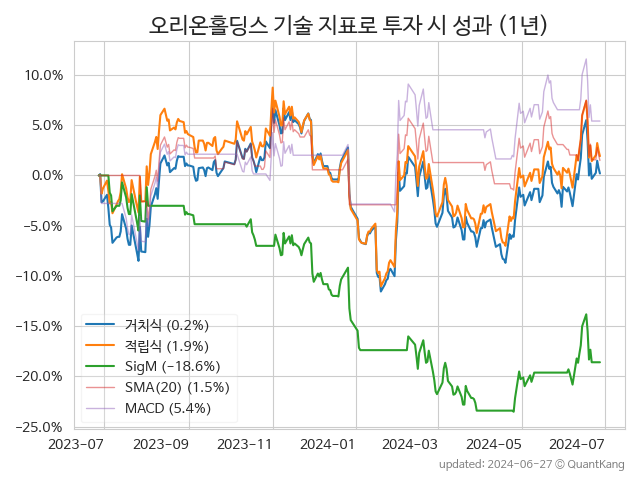 오리온홀딩스 기술 지표로 투자 시 성과 (1년)
10.0%
5.0%
0.0%
−5.0%
−10.0%
−15.0%
−20.0%
−25.0%
거치식 (0.2%)
적립식 (1.9%)
SigM (−18.6%)
SMA(20) (1.5%)
MACD (5.4%)
2023-07 2023-09 2023-11 2024-01 2024-03 2024-05 2024-07
updated: 2024-06-27 © QuantKang